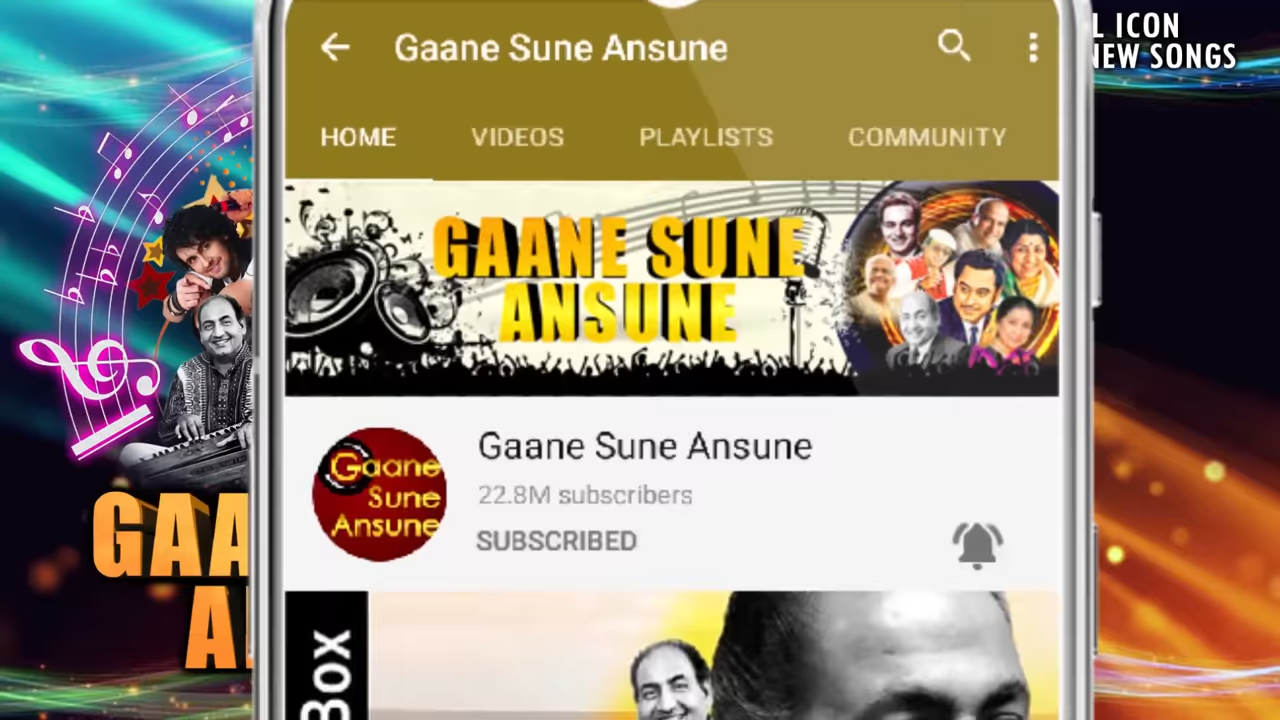 L ICON
NEW SONGS
Gaane Sune Ansune
HOME VIDEOS PLAYLISTS COMMUNITY
GAANE SUNE
ANSUNE
Gaane
Sune
Ansune
Gaane Sune Ansune
22.8M subscribers
SUBSCRIBED
GAA
A
Box